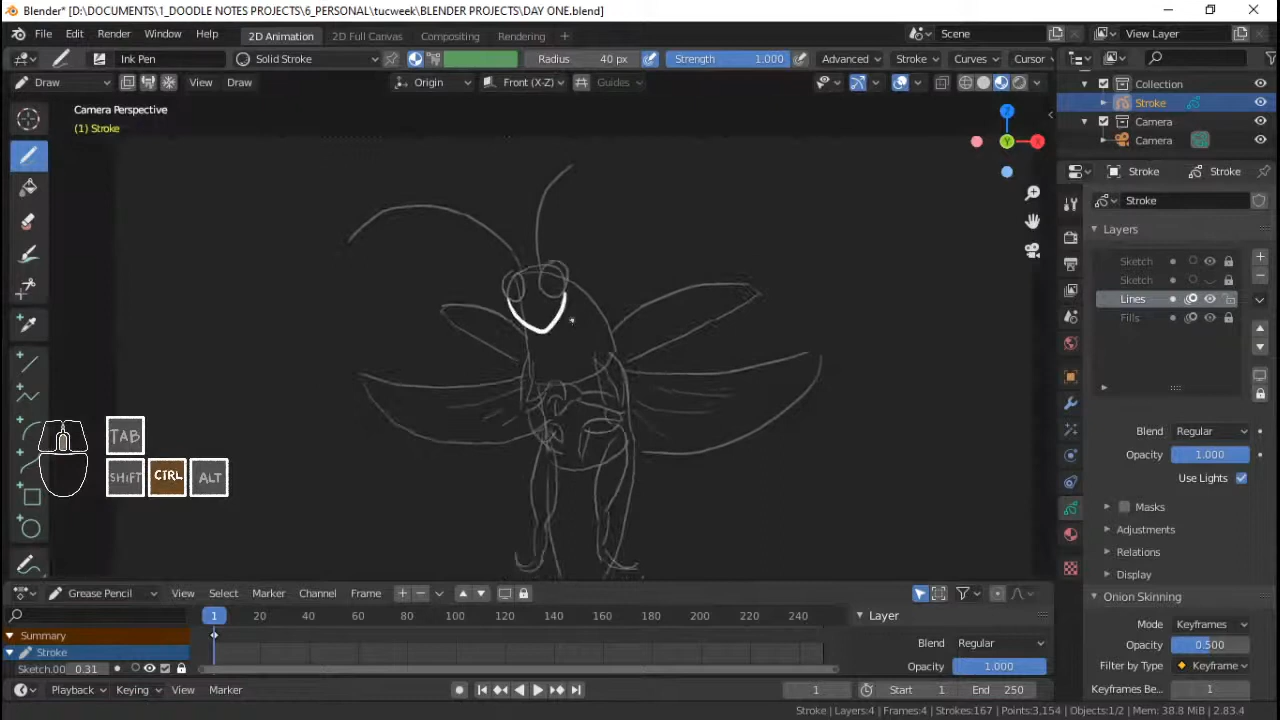 Blender* [D:\DOCUMENTS\1_DOODLE NOTES PROJECTS\6_PERSONAL\tucweek\BLENDER PROJECTS\DAY ONE.blend]
File Edit Render Window Help 2D Animation 2D Full Canvas Compositing Rendering Scene View Layer
Ink Pen Solid Stroke Radius 40 px Strength 1.000 Advanced Stroke Curves Cursor
Draw View Draw Origin Front (X-Z) Guides
Collection
Stroke
Camera
Camera
Camera Perspective
(1) Stroke
Z
Y
X
Stroke Stroke
Stroke
Layers
Sketch
Sketch
Lines
Fills
Blend Regular
Opacity 1.000
Use Lights
Masks
Adjustments
Relations
Display
Onion Skinning
Mode Keyframes
Opacity 0.500
Filter by Type Keyframe
Keyframes Be... 1
TAB
SHIFT CTRL ALT
Grease Pencil View Select Marker Channel Frame
1 20 40 60 80 100 120 140 160 180 200 220 240
Layer
Summary
Stroke
Sketch.00 0.31
Blend Regular
Opacity 1.000
Playback Keying View Marker 1 Start 1 End 250
Stroke | Layers:4 | Frames:4 | Strokes:167 | Points:3,154 | Objects:1/2 | Mem: 38.8 MiB | 2.83.4